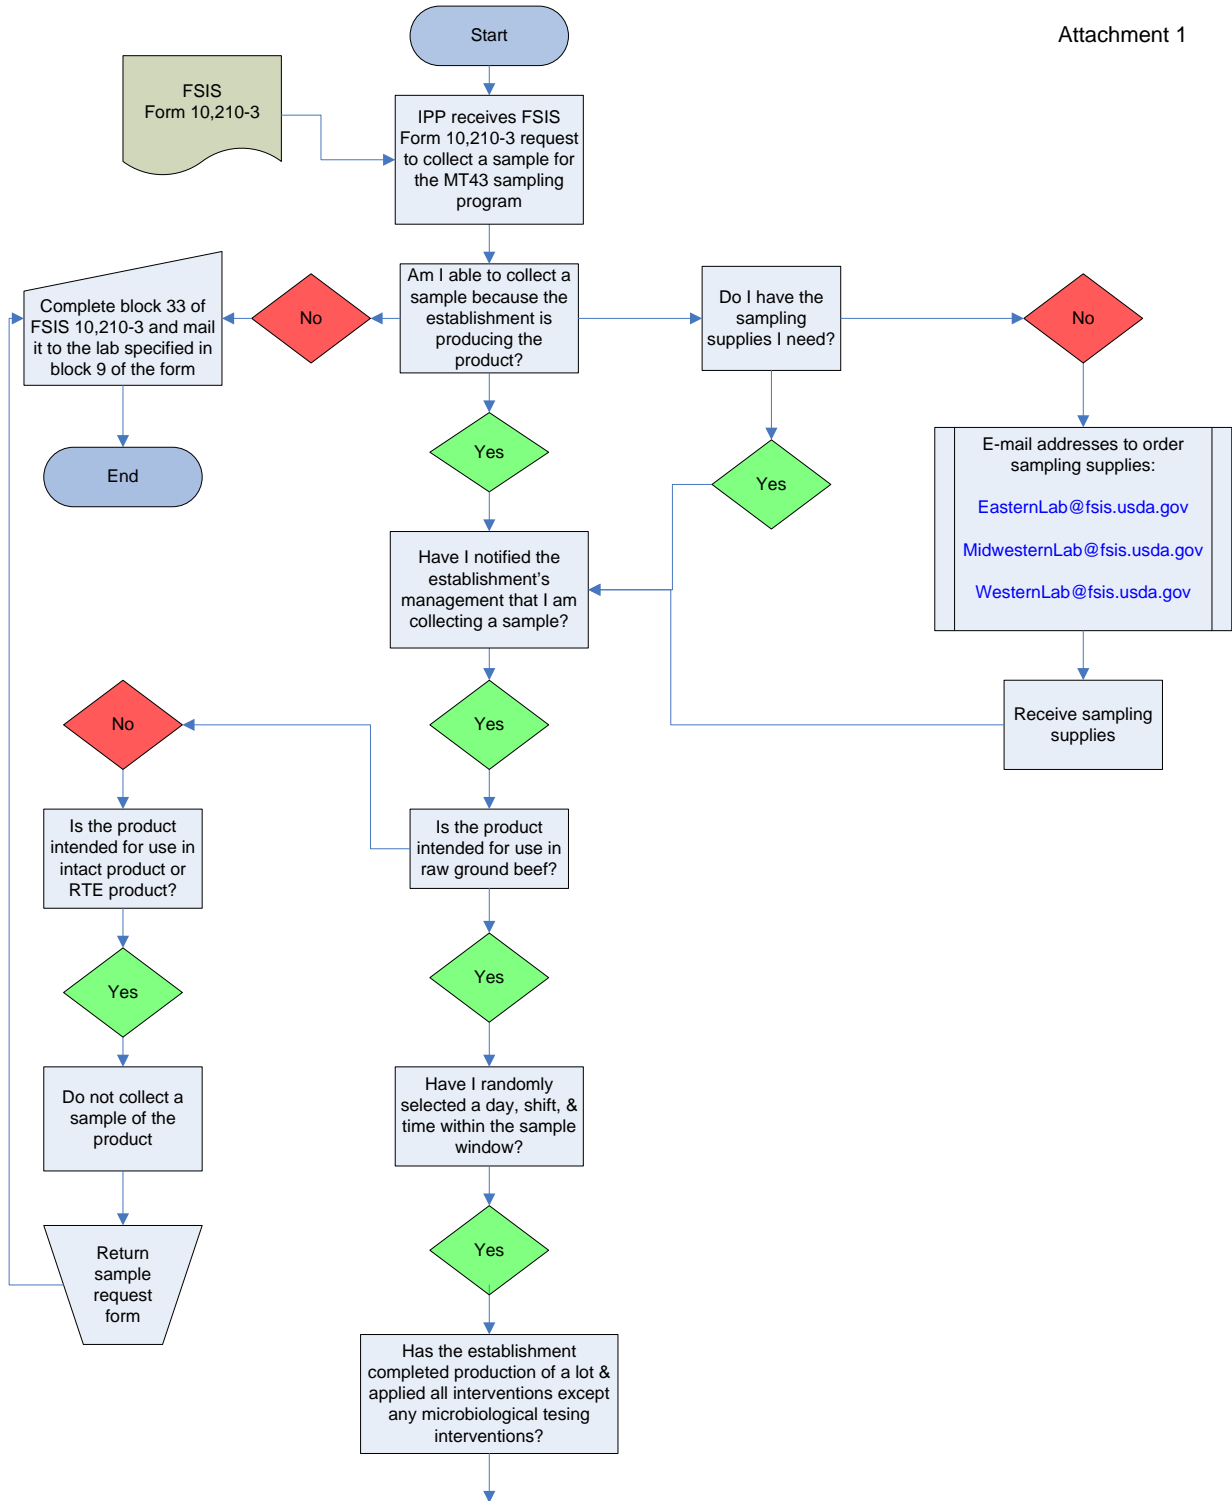 Attachment 1
Start
FSIS
Form 10,210-3
IPP receives FSIS
Form 10,210-3 request
to collect a sample for
the MT43 sampling
program
Complete block 33 of
FSIS 10,210-3 and mail
it to the lab specified in
block 9 of the form
No
Am I able to collect a
sample because the
establishment is
producing the
product?
Do I have the
sampling
supplies I need?
No
End
Yes
Yes
E-mail addresses to order
sampling supplies:
EasternLab@fsis.usda.gov
MidwesternLab@fsis.usda.gov
WesternLab@fsis.usda.gov
Have I notified the
establishment's
management that I am
collecting a sample?
No
Yes
Receive sampling
supplies
Is the product
intended for use in
intact product or
RTE product?
Is the product
intended for use in
raw ground beef?
Yes
Yes
Do not collect a
sample of the
product
Have I randomly
selected a day, shift, &
time within the sample
window?
Return
sample
request
form
Yes
Has the establishment
completed production of a lot &
applied all interventions except
any microbiological tesing
interventions?